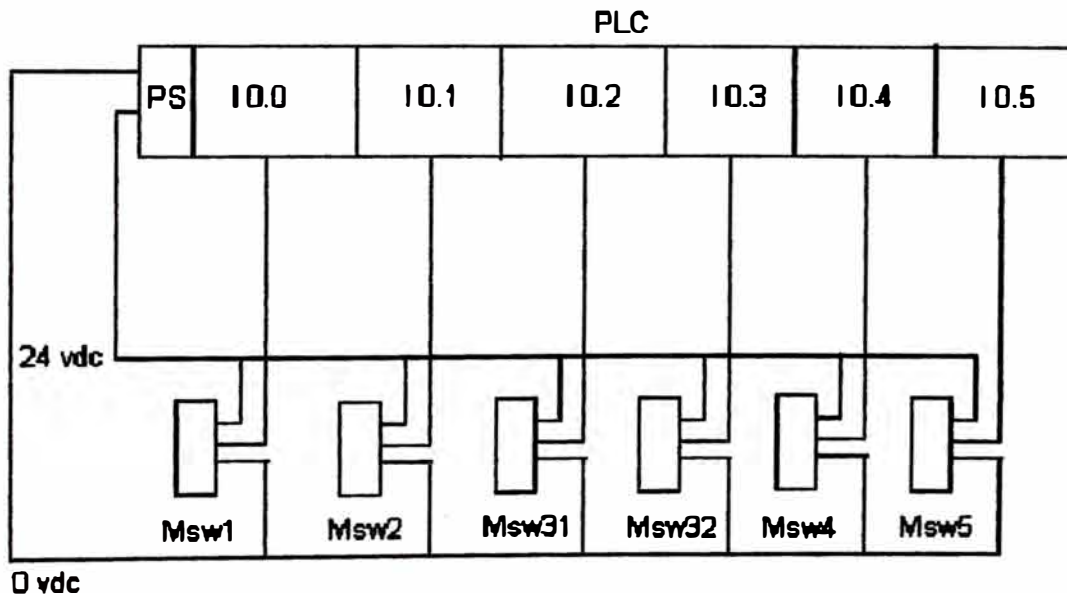 PLC
PS I0.0 I0.1 I0.2 I0.3 I0.4 I0.5
24 vdc
Msw1 Msw2 Msw31 Msw32 Msw4 Msw5
0 vdc